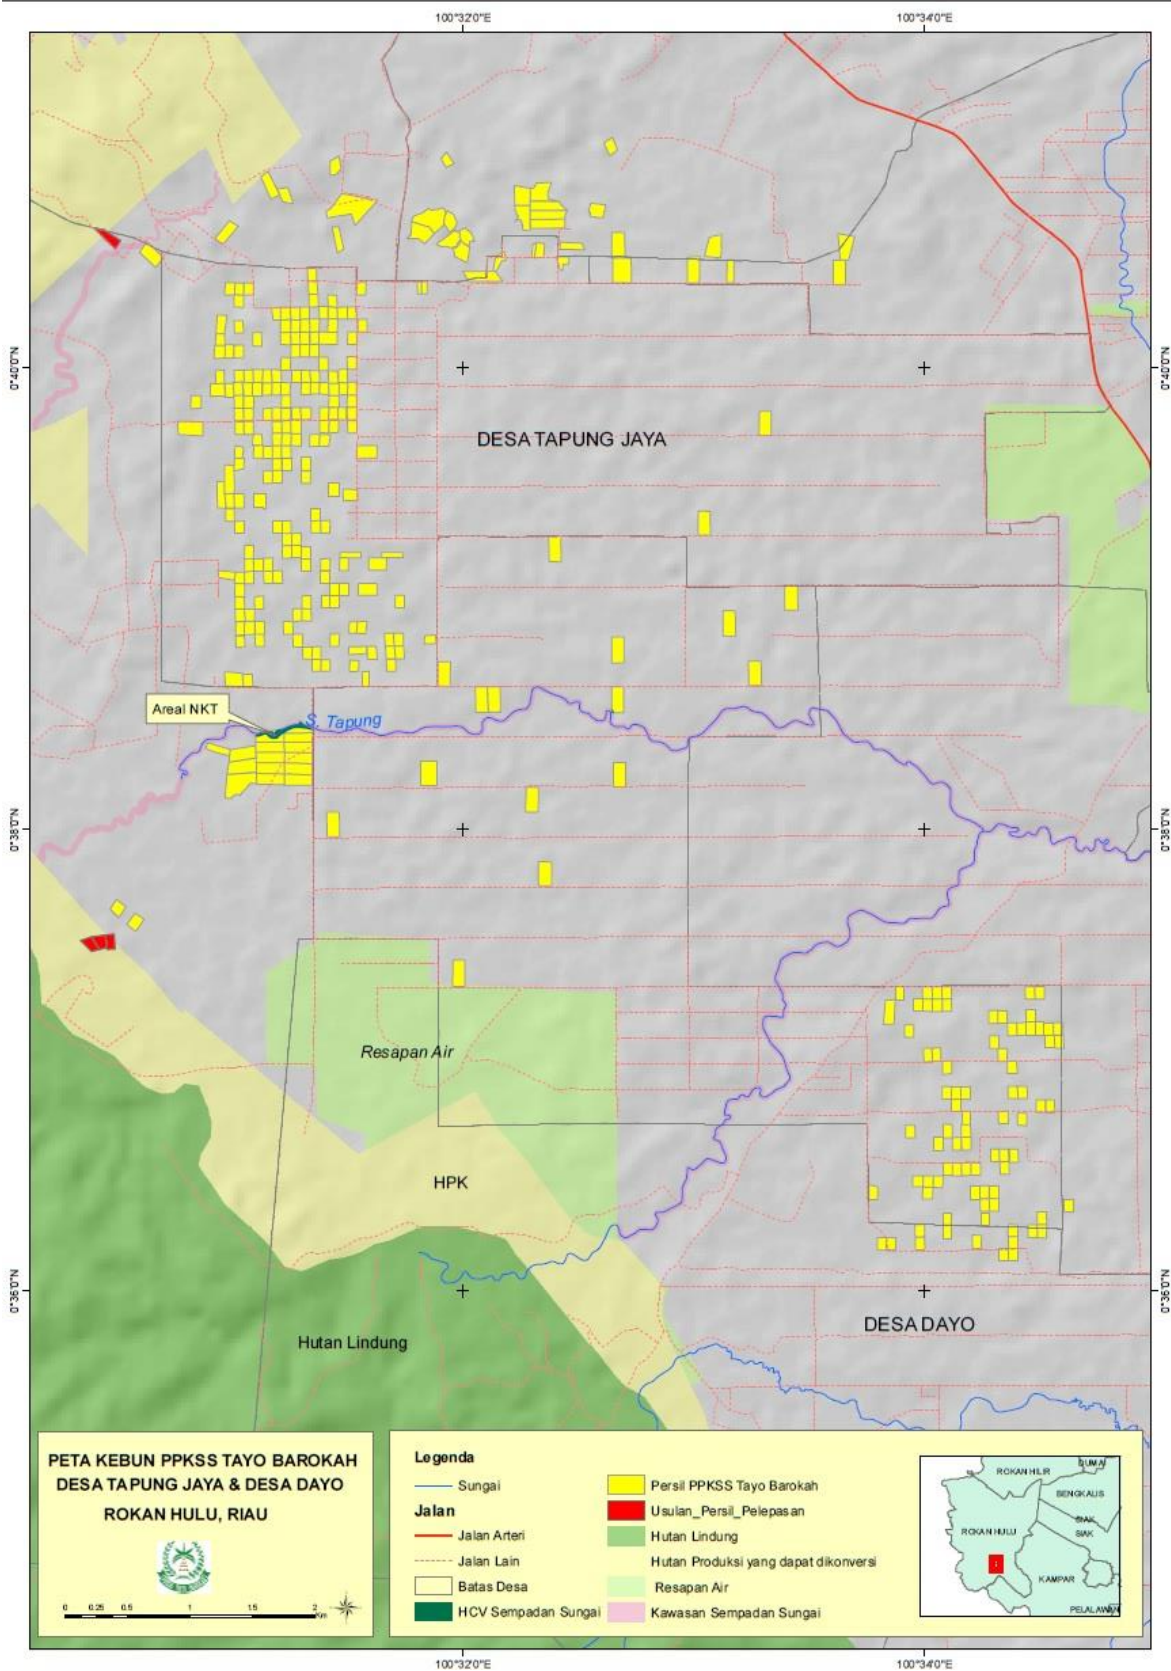 100°32'0"E
100°34'0"E
0°40'0"N
0°40'0"N
DESA TAPUNG JAYA
Areal NKT
S. Tapung
0°38'0"N
0°38'0"N
Resapan Air
HPK
0°36'0"N
0°36'0"N
DESA DAYO
Hutan Lindung
PETA KEBUN PPKSS TAYO BAROKAH
DESA TAPUNG JAYA & DESA DAYO
ROKAN HULU, RIAU
0 0.25 0.5 1 1.5 2
Km
Legenda
Sungai
Jalan
Jalan Arteri
Jalan Lain
Batas Desa
HCV Sempadan Sungai
Persil PPKSS Tayo Barokah
Usulan_Persil_Pelepasan
Hutan Lindung
Hutan Produksi yang dapat dikonversi
Resapan Air
Kawasan Sempadan Sungai
ROKAN HILIR
DUMAI
BENGKALIS
SIAK
SIAK
ROKAN HULU
KAMPAR
PELALAWAN
100°32'0"E
100°34'0"E